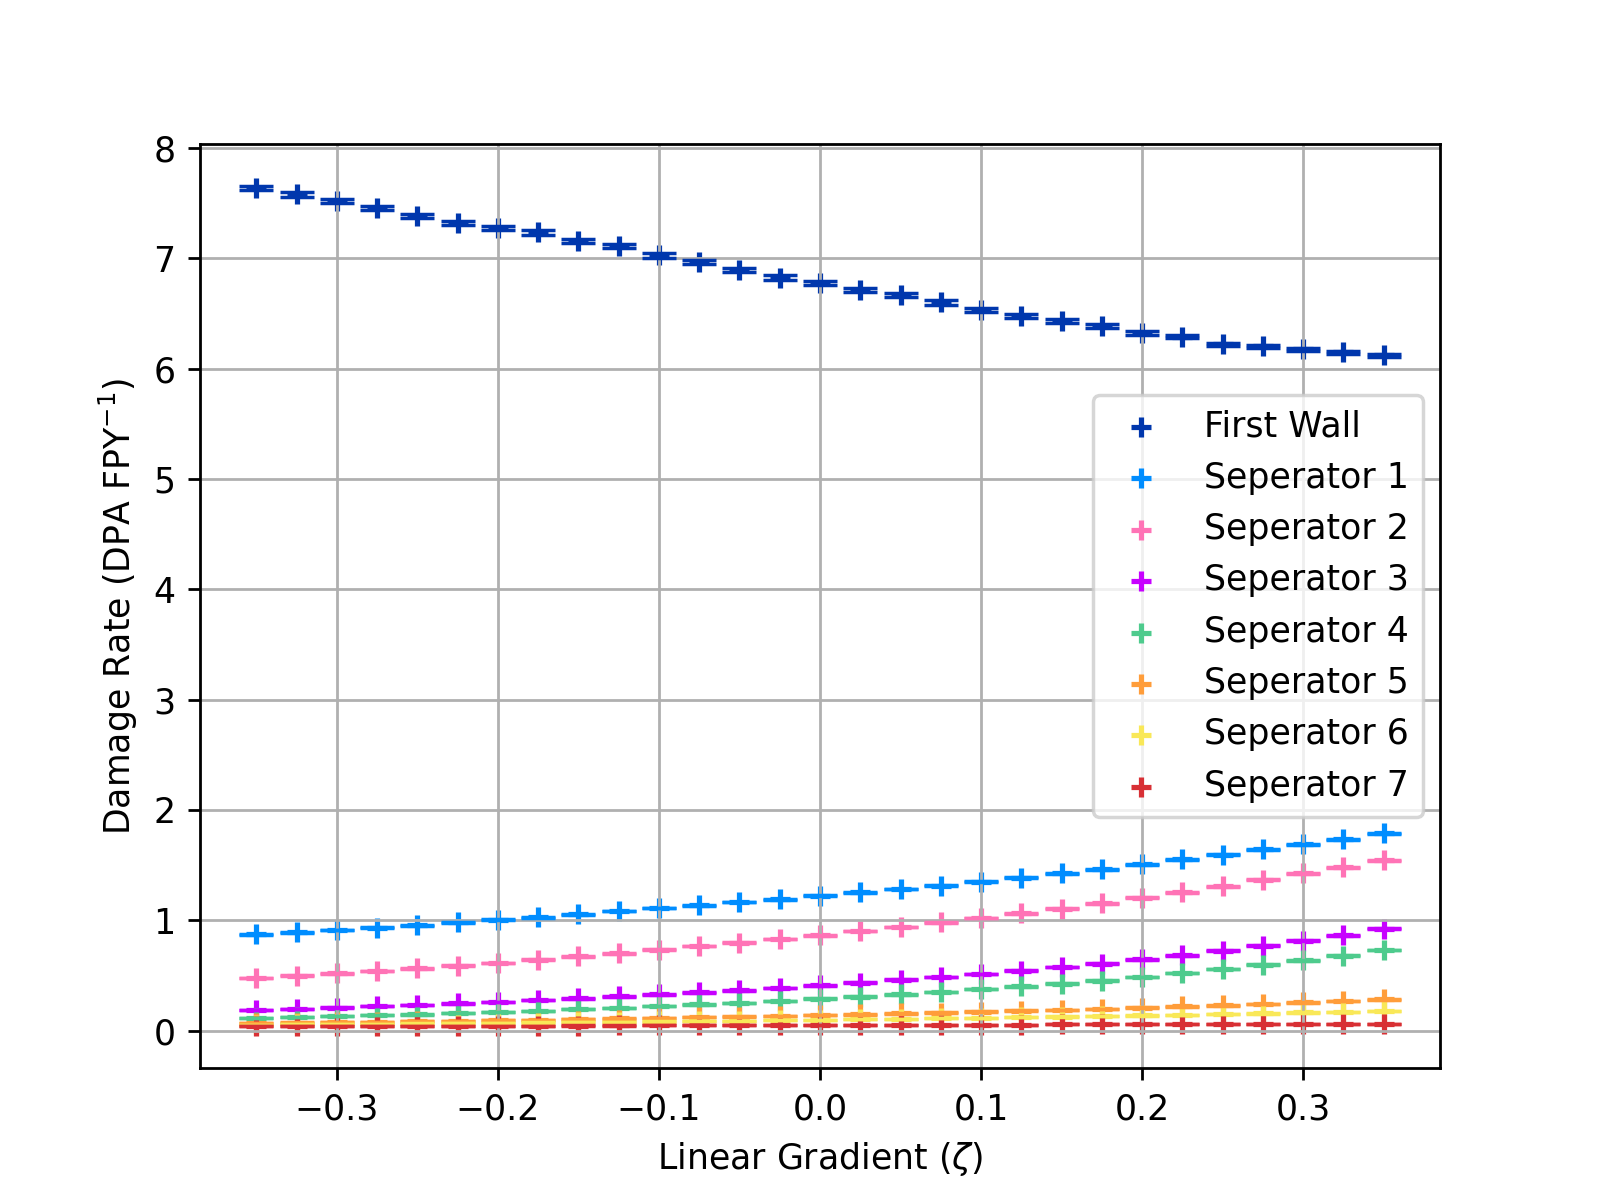 8
7
6
5
4
3
2
1
0
Damage Rate (DPA FPY⁻¹)
First Wall
Seperator 1
Seperator 2
Seperator 3
Seperator 4
Seperator 5
Seperator 6
Seperator 7
−0.3 −0.2 −0.1 0.0 0.1 0.2 0.3
Linear Gradient (ζ)